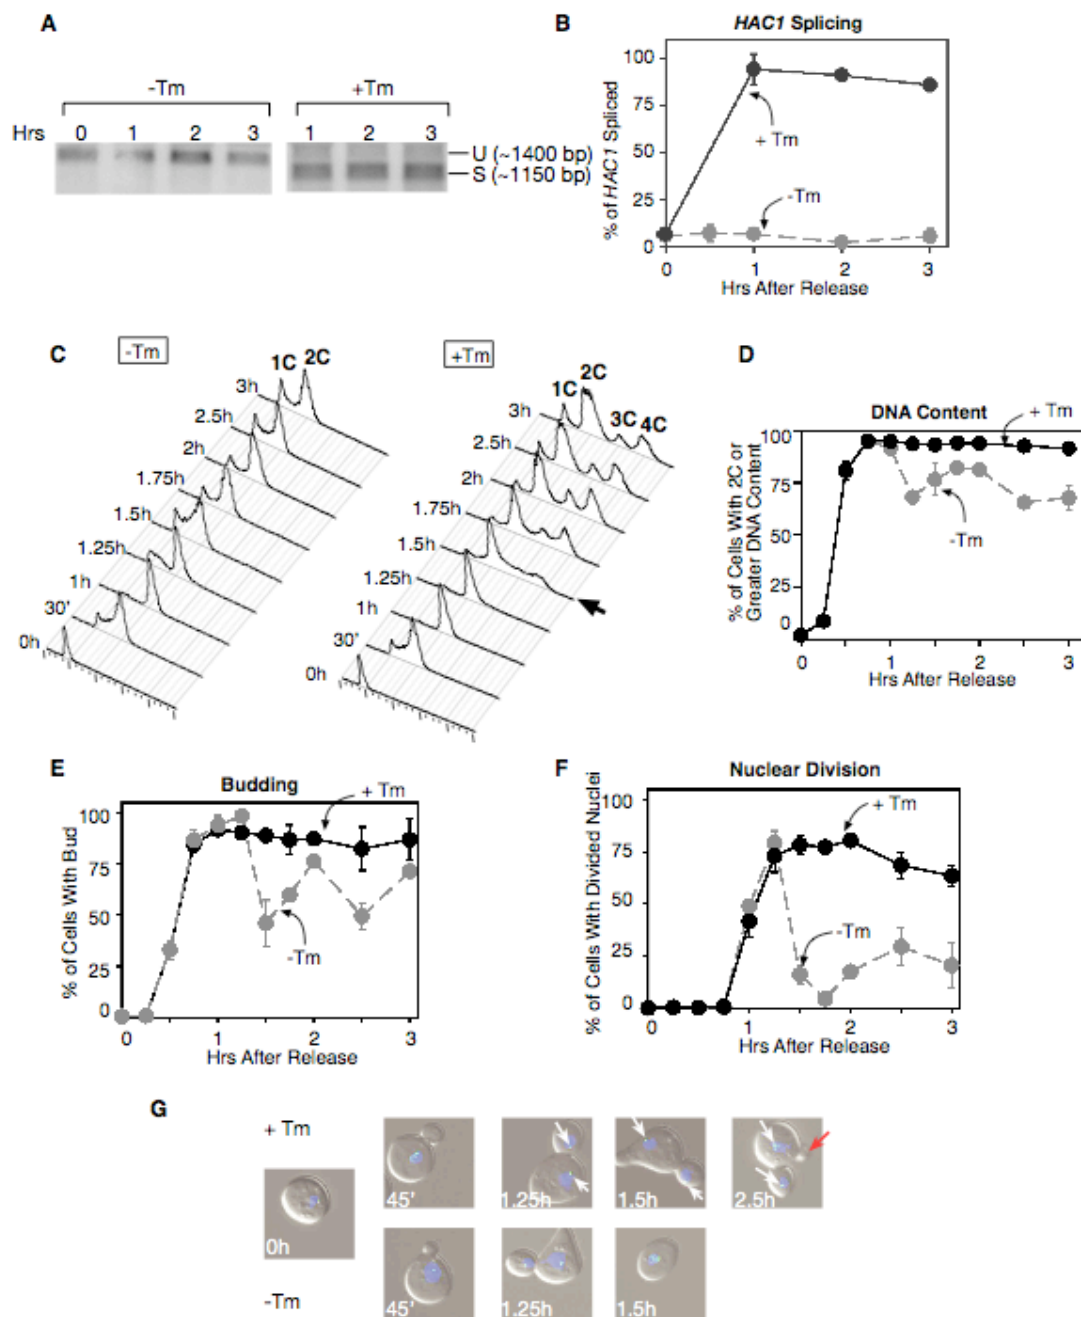 A
-Tm
+Tm
Hrs 0 1 2 3
1 2 3
U (~1400 bp)
S (~1150 bp)
B
HAC1 Splicing
% of HAC1 Spliced
100
75
50
25
0
+ Tm
-Tm
0 1 2 3
Hrs After Release
C
-Tm
1C 2C
3h
2.5h
2h
1.75h
1.5h
1.25h
1h
30'
0h
+Tm
1C 2C 3C 4C
3h
2.5h
2h
1.75h
1.5h
1.25h
1h
30'
0h
D
DNA Content
+ Tm
% of Cells With 2C or
Greater DNA Content
100
75
50
25
0
-Tm
0 1 2 3
Hrs After Release
E
Budding
+ Tm
% of Cells With Bud
100
75
50
25
0
-Tm
0 1 2 3
Hrs After Release
F
Nuclear Division
+ Tm
% of Cells With Divided Nuclei
100
75
50
25
0
-Tm
0 1 2 3
Hrs After Release
G
+ Tm
0h
45'
1.25h
1.5h
2.5h
-Tm
45'
1.25h
1.5h